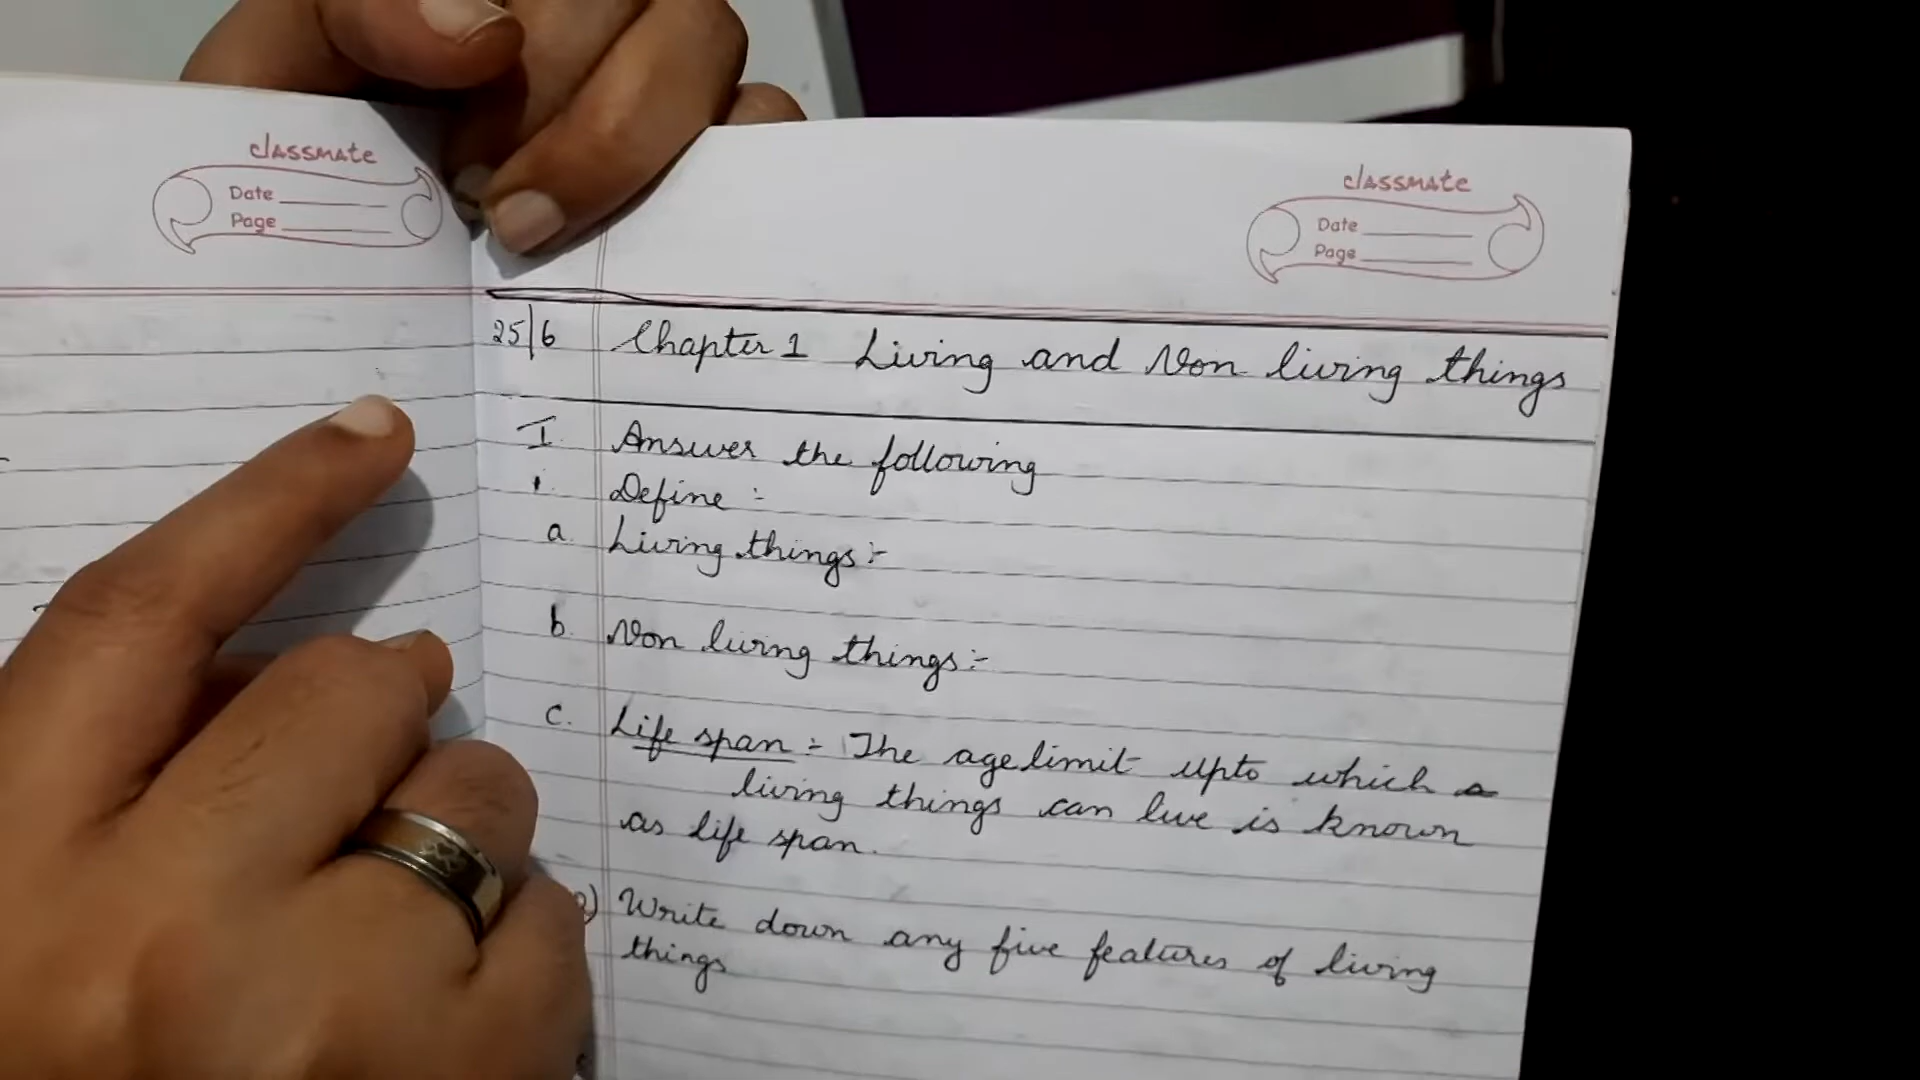 classmate
Date
Page
classmate
Date
Page
25/6 Chapter 1 Living and Non living things
I. Answer the following
i. Define :-
a. Living things :-
b. Non living things :-
c. Life span :- The age limit upto which a
living things can live is known
as life span.
2) Write down any five features of living
things